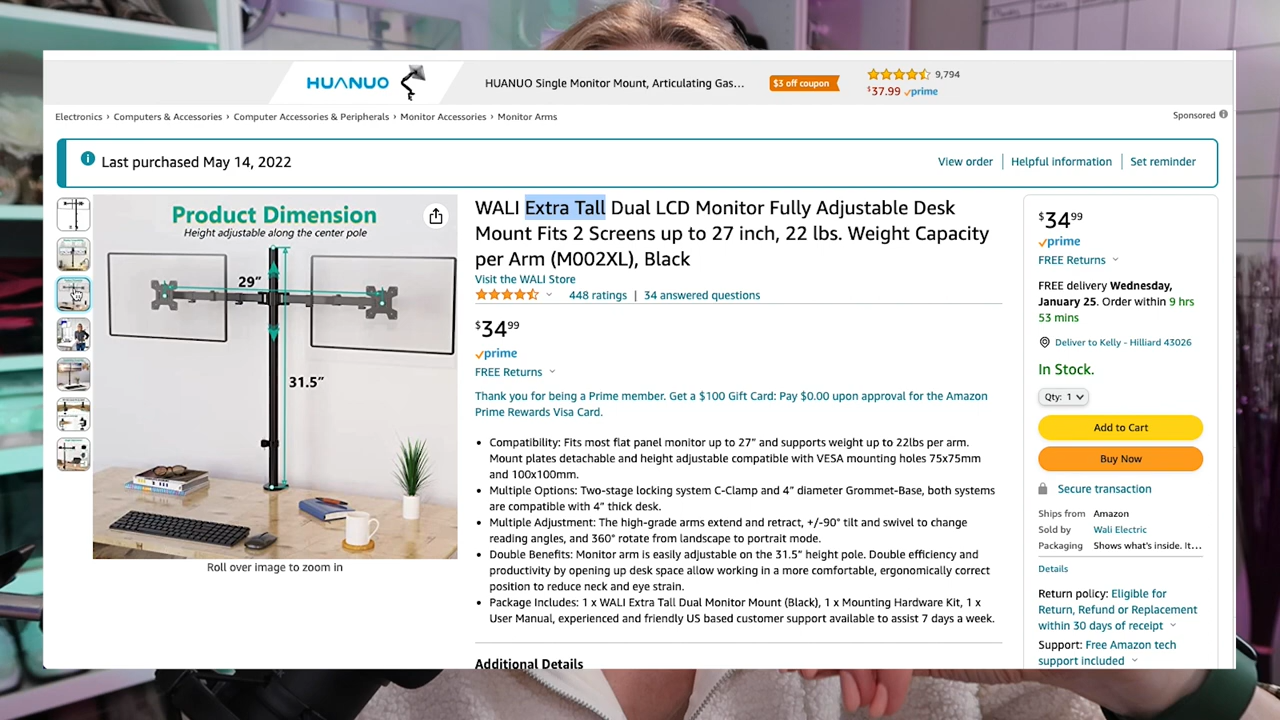 HUANUO
HUANUO Single Monitor Mount, Articulating Gas...
$3 off coupon
9,794
$37.99 prime
Electronics › Computers & Accessories › Computer Accessories & Peripherals › Monitor Accessories › Monitor Arms
Sponsored
Last purchased May 14, 2022
View order
Helpful information
Set reminder
Product Dimension
Height adjustable along the center pole
29"
31.5"
Roll over image to zoom in
WALI Extra Tall Dual LCD Monitor Fully Adjustable Desk
Mount Fits 2 Screens up to 27 inch, 22 lbs. Weight Capacity
per Arm (M002XL), Black
Visit the WALI Store
448 ratings | 34 answered questions
$34 99
prime
FREE Returns
Thank you for being a Prime member. Get a $100 Gift Card: Pay $0.00 upon approval for the Amazon
Prime Rewards Visa Card.
• Compatibility: Fits most flat panel monitor up to 27" and supports weight up to 22lbs per arm.
Mount plates detachable and height adjustable compatible with VESA mounting holes 75x75mm
and 100x100mm.
• Multiple Options: Two-stage locking system C-Clamp and 4" diameter Grommet-Base, both systems
are compatible with 4" thick desk.
• Multiple Adjustment: The high-grade arms extend and retract, +/-90° tilt and swivel to change
reading angles, and 360° rotate from landscape to portrait mode.
• Double Benefits: Monitor arm is easily adjustable on the 31.5" height pole. Double efficiency and
productivity by opening up desk space allow working in a more comfortable, ergonomically correct
position to reduce neck and eye strain.
• Package Includes: 1 x WALI Extra Tall Dual Monitor Mount (Black), 1 x Mounting Hardware Kit, 1 x
User Manual, experienced and friendly US based customer support available to assist 7 days a week.
Additional Details
$34 99
prime
FREE Returns
FREE delivery Wednesday,
January 25. Order within 9 hrs
53 mins
Deliver to Kelly - Hilliard 43026
In Stock.
Qty: 1
Add to Cart
Buy Now
Secure transaction
Ships from Amazon
Sold by Wali Electric
Packaging Shows what's inside. It...
Details
Return policy: Eligible for
Return, Refund or Replacement
within 30 days of receipt
Support: Free Amazon tech
support included